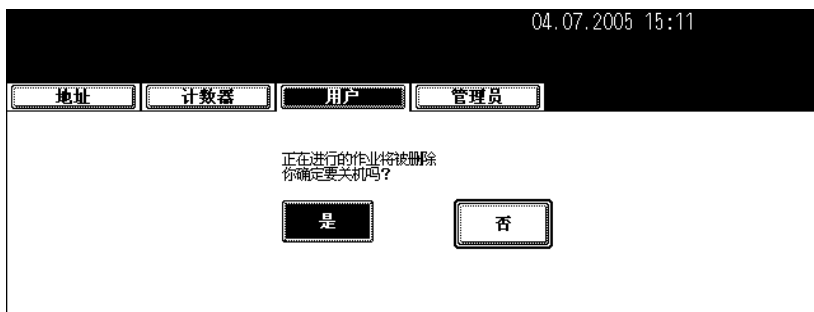 04.07.2005 15:11
地址 计数器 用户 管理员
正在进行的作业将被删除
你确定要关机吗?
是 否